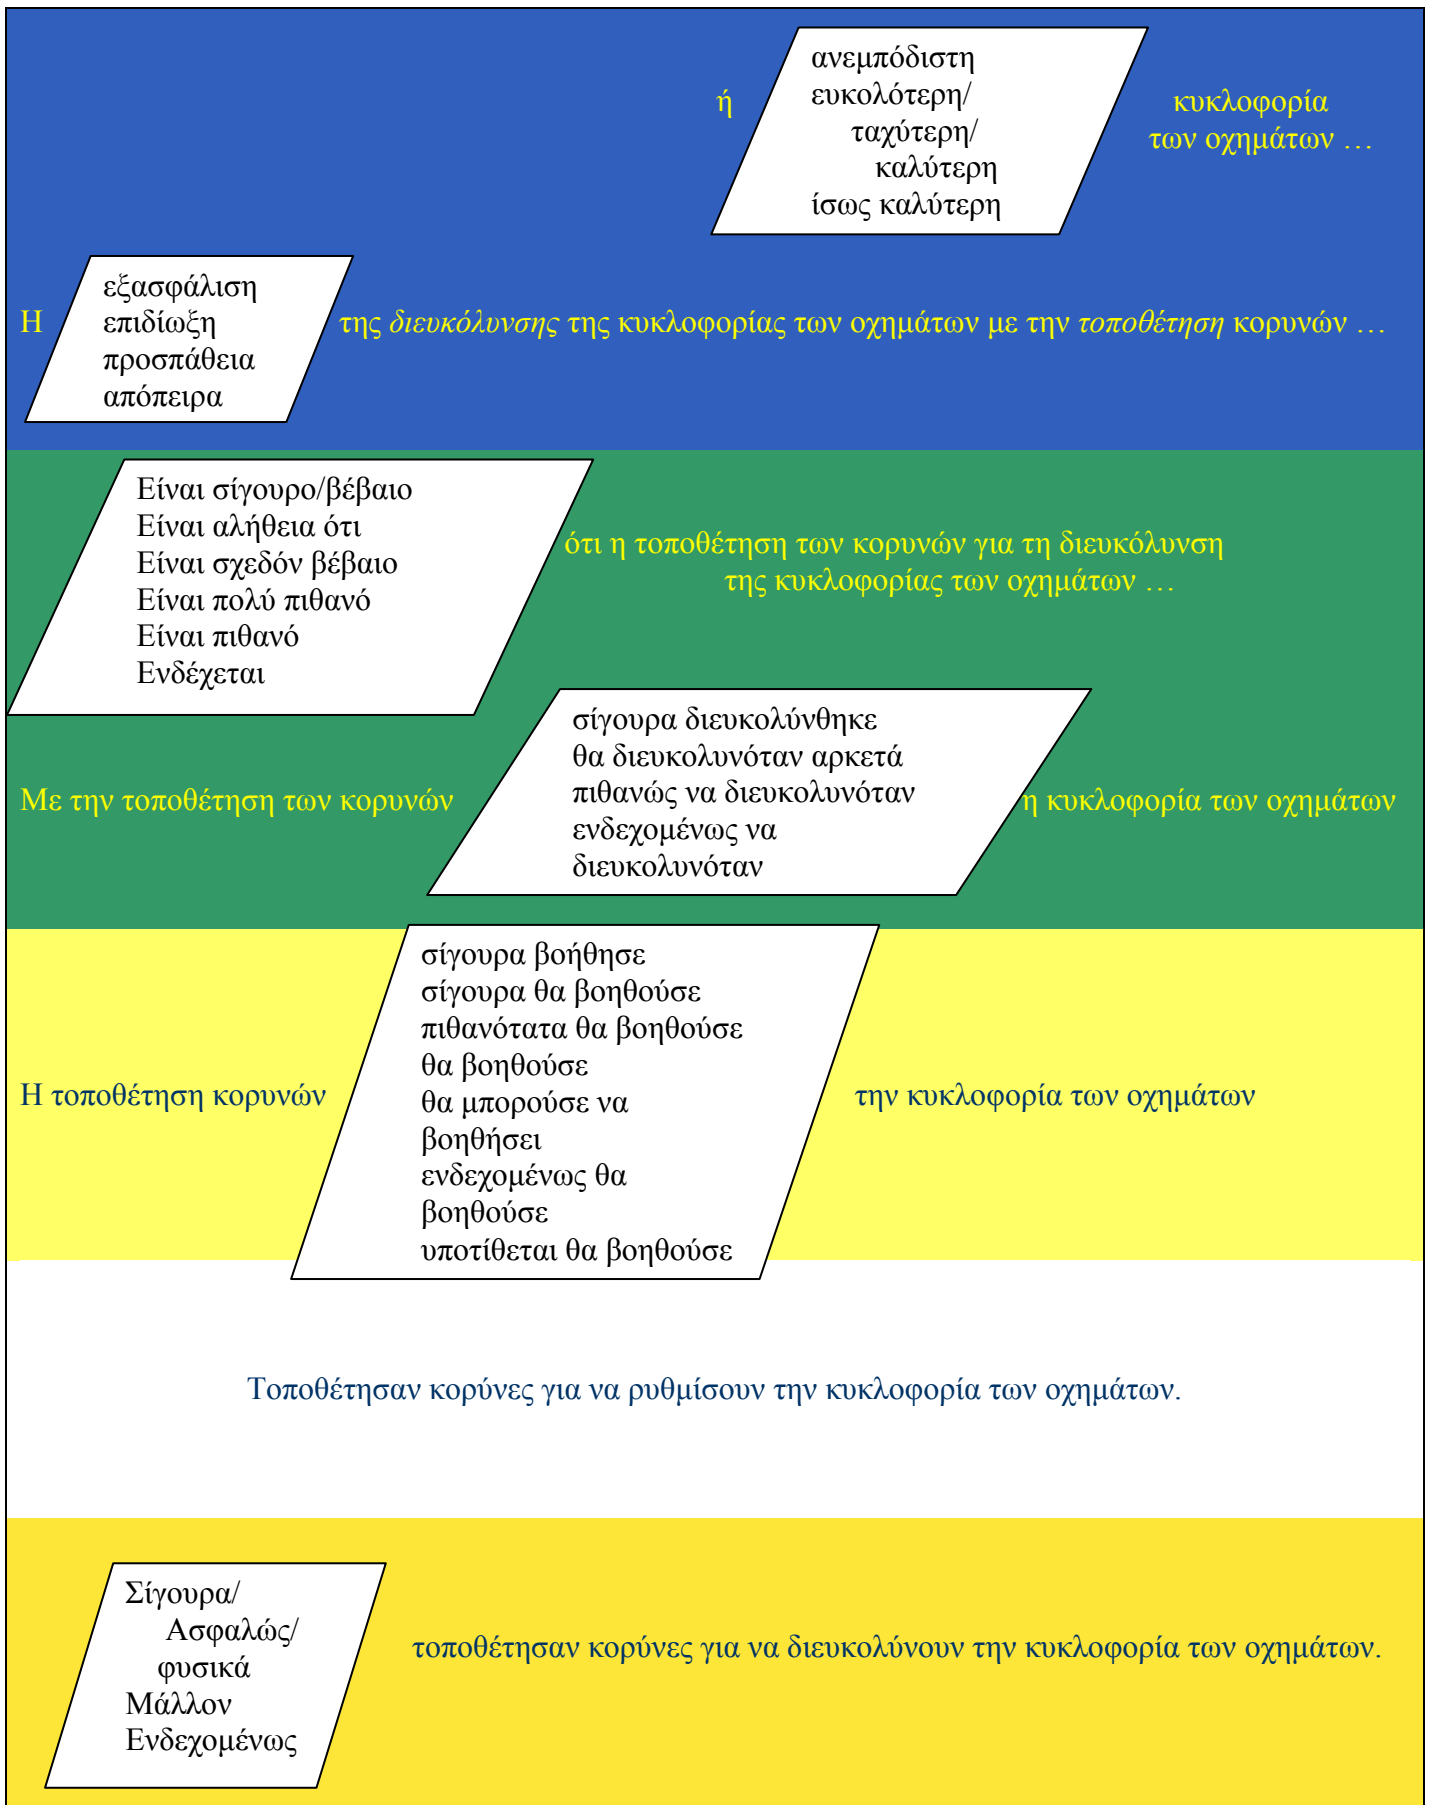 ή
ανεμπόδιστη
ευκολότερη/
ταχύτερη/
καλύτερη
ίσως καλύτερη
κυκλοφορία
των οχημάτων …
Η
εξασφάλιση
επιδίωξη
προσπάθεια
απόπειρα
της διευκόλυνσης της κυκλοφορίας των οχημάτων με την τοποθέτηση κορυνών …
Είναι σίγουρο/βέβαιο
Είναι αλήθεια ότι
Είναι σχεδόν βέβαιο
Είναι πολύ πιθανό
Είναι πιθανό
Ενδέχεται
ότι η τοποθέτηση των κορυνών για τη διευκόλυνση
της κυκλοφορίας των οχημάτων …
Με την τοποθέτηση των κορυνών
σίγουρα διευκολύνθηκε
θα διευκολυνόταν αρκετά
πιθανώς να διευκολυνόταν
ενδεχομένως να
διευκολυνόταν
η κυκλοφορία των οχημάτων
Η τοποθέτηση κορυνών
σίγουρα βοήθησε
σίγουρα θα βοηθούσε
πιθανότατα θα βοηθούσε
θα βοηθούσε
θα μπορούσε να
βοηθήσει
ενδεχομένως θα
βοηθούσε
υποτίθεται θα βοηθούσε
την κυκλοφορία των οχημάτων
Τοποθέτησαν κορύνες για να ρυθμίσουν την κυκλοφορία των οχημάτων.
Σίγουρα/
Ασφαλώς/
φυσικά
Μάλλον
Ενδεχομένως
τοποθέτησαν κορύνες για να διευκολύνουν την κυκλοφορία των οχημάτων.